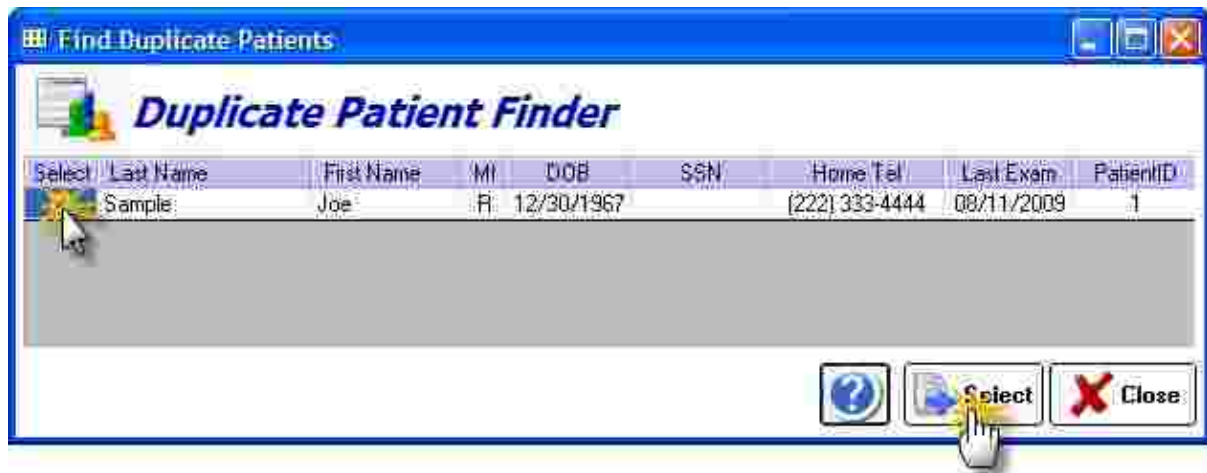 Find Duplicate Patients
Duplicate Patient Finder
Select Last Name First Name MI DOB SSN Home Tel Last Exam PatientID
Sample Joe R 12/30/1967 (222) 333-4444 08/11/2009 1
Select Close